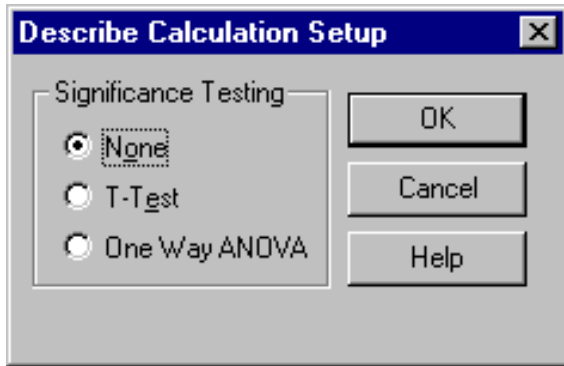 Describe Calculation Setup
Significance Testing
None
T-Test
One Way ANOVA
OK
Cancel
Help